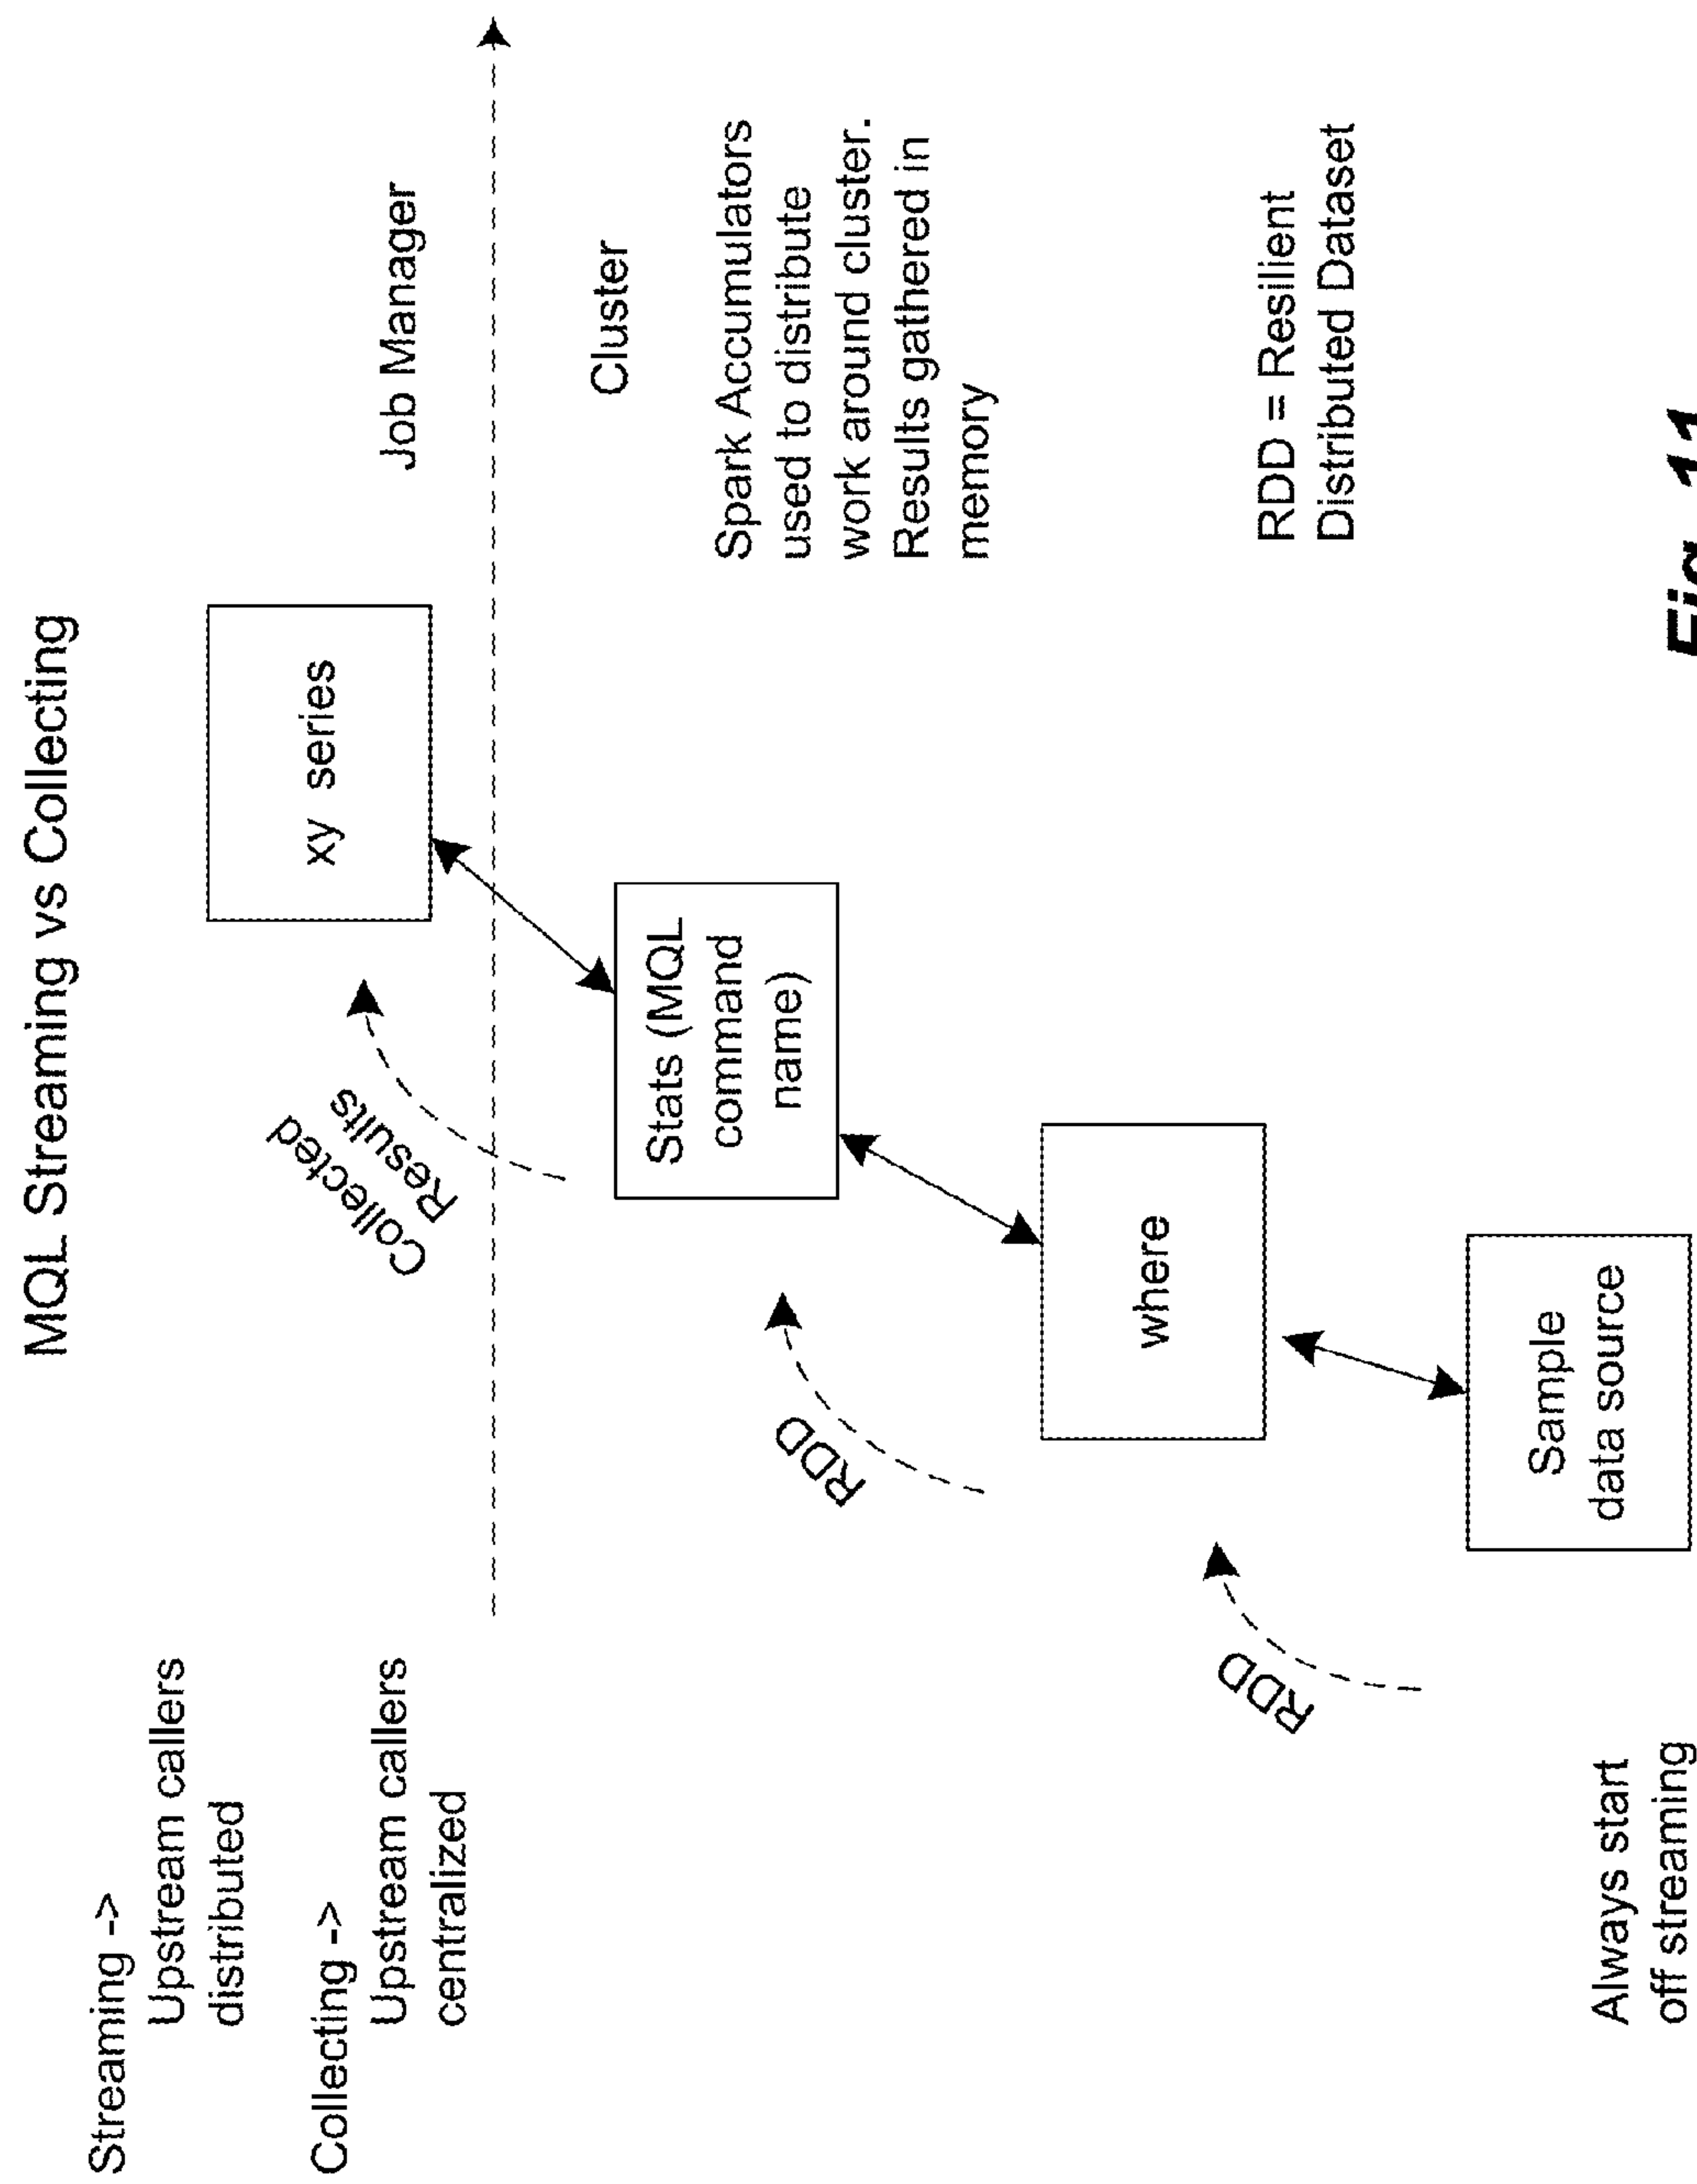 MQL Streaming vs Collecting
Streaming ->
Upstream callers
distributed
Collecting ->
Upstream callers
centralized
xy series
Job Manager
Collected
Results
Cluster
Stats (MQL
command
name)
Spark Accumulators
used to distribute
work around cluster.
Results gathered in
memory
RDD
where
RDD
RDD = Resilient
Distributed Dataset
Sample
data source
Always start
off streaming
Fig. 11